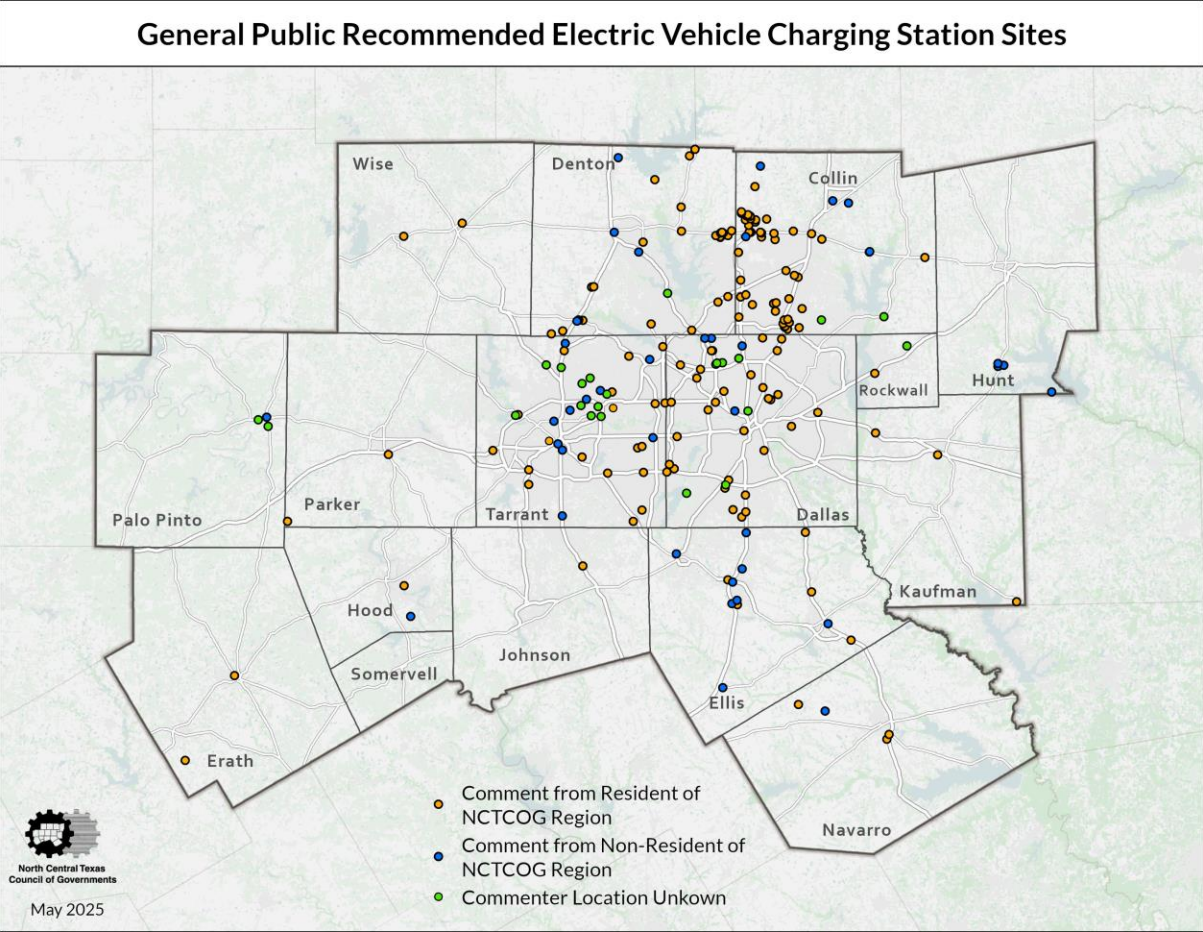 General Public Recommended Electric Vehicle Charging Station Sites
Wise
Denton
Collin
Rockwall
Hunt
Palo Pinto
Parker
Tarrant
Dallas
Kaufman
Hood
Johnson
Somervell
Ellis
Erath
Navarro
Comment from Resident of
NCTCOG Region
Comment from Non-Resident of
NCTCOG Region
Commenter Location Unkown
North Central Texas
Council of Governments
May 2025